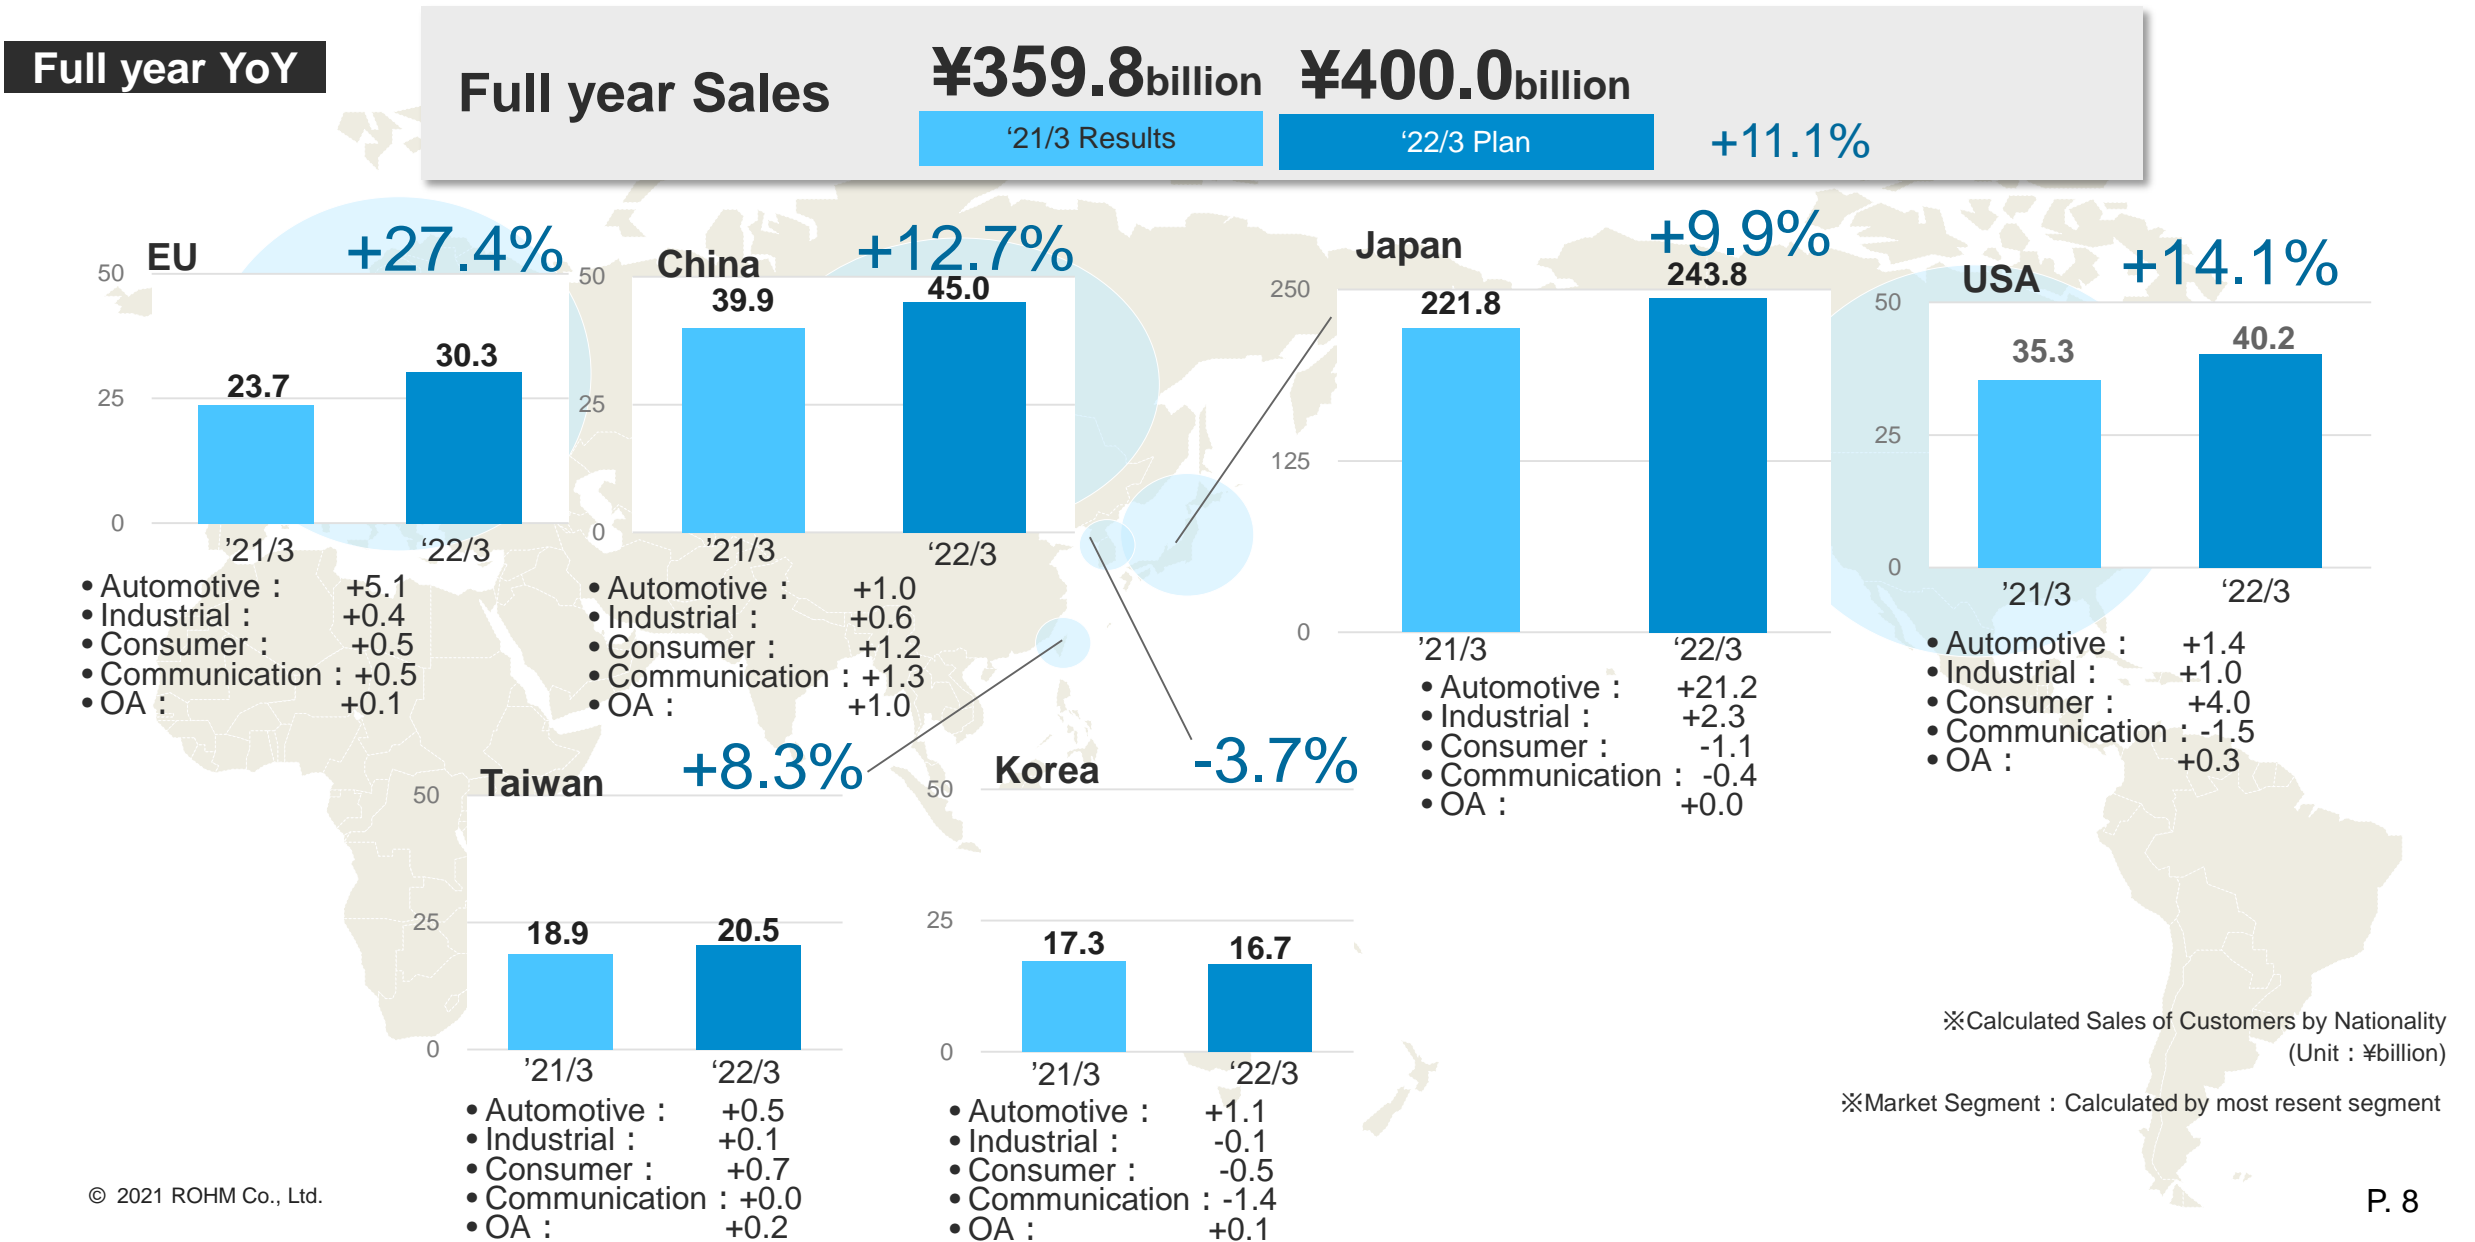 Full year YoY
Full year Sales
¥359.8billion
¥400.0billion
‘21/3 Results
‘22/3 Plan
+11.1%
EU
+27.4%
50
25
0
23.7
30.3
’21/3
‘22/3
•Automotive： +5.1
•Industrial： +0.4
•Consumer： +0.5
•Communication：+0.5
•OA： +0.1
China
+12.7%
50
25
0
39.9
45.0
’21/3
‘22/3
•Automotive： +1.0
•Industrial： +0.6
•Consumer： +1.2
•Communication：+1.3
•OA： +1.0
Japan
+9.9%
250
125
0
221.8
243.8
’21/3
‘22/3
•Automotive： +21.2
•Industrial： +2.3
•Consumer： -1.1
•Communication：-0.4
•OA： +0.0
USA
+14.1%
50
25
0
35.3
40.2
’21/3
‘22/3
•Automotive： +1.4
•Industrial： +1.0
•Consumer： +4.0
•Communication：-1.5
•OA： +0.3
Taiwan
+8.3%
50
25
0
18.9
20.5
’21/3
‘22/3
•Automotive： +0.5
•Industrial： +0.1
•Consumer： +0.7
•Communication：+0.0
•OA： +0.2
Korea
-3.7%
50
25
0
17.3
16.7
’21/3
‘22/3
•Automotive： +1.1
•Industrial： -0.1
•Consumer： -0.5
•Communication：-1.4
•OA： +0.1
※Calculated Sales of Customers by Nationality
(Unit：¥billion)
※Market Segment：Calculated by most resent segment
© 2021 ROHM Co., Ltd.
P. 8